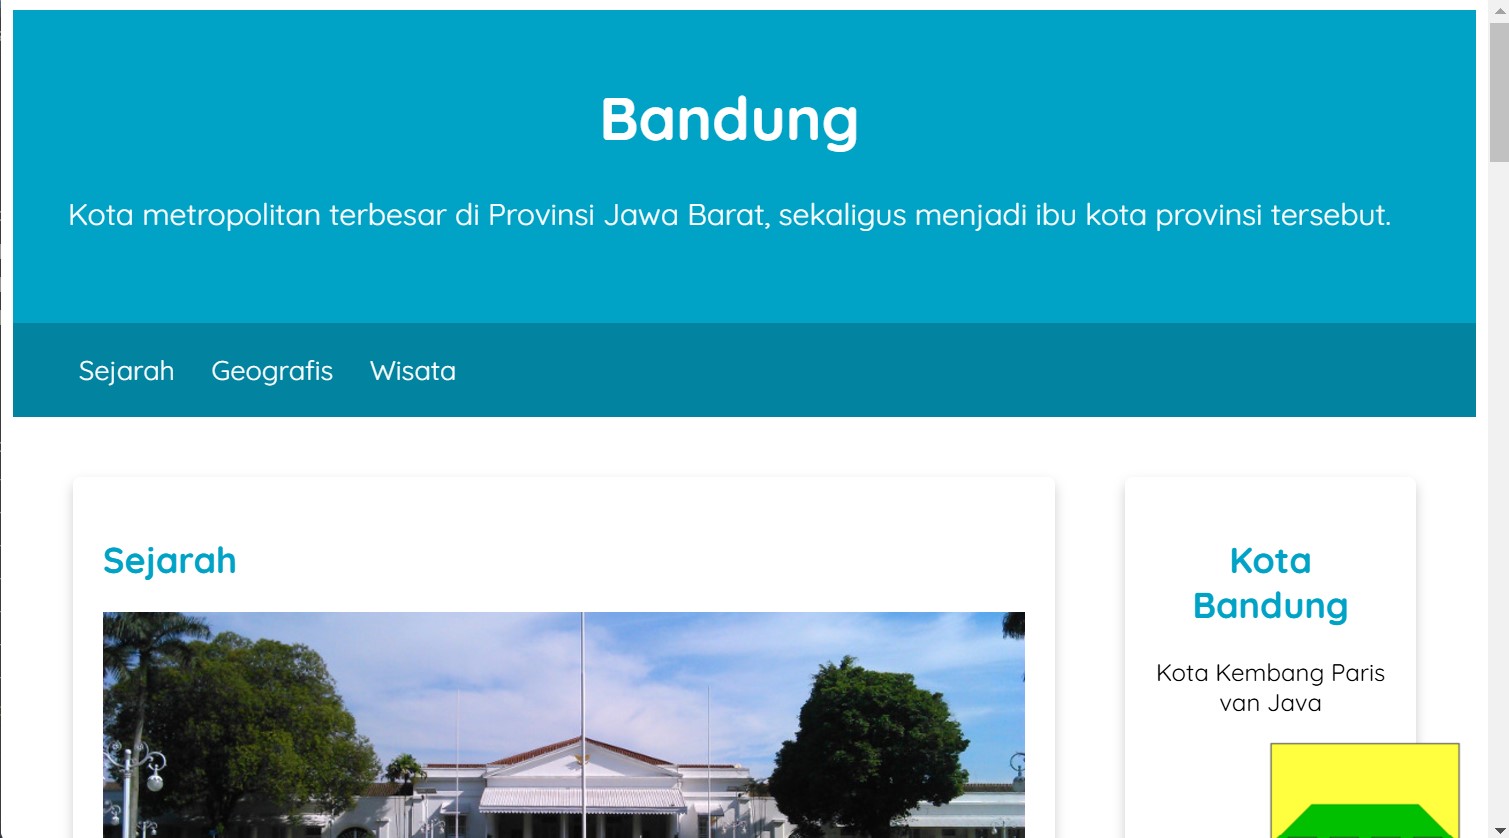 Bandung
Kota metropolitan terbesar di Provinsi Jawa Barat, sekaligus menjadi ibu kota provinsi tersebut.
Sejarah Geografis Wisata
Sejarah
Kota
Bandung
Kota Kembang Paris
van Java